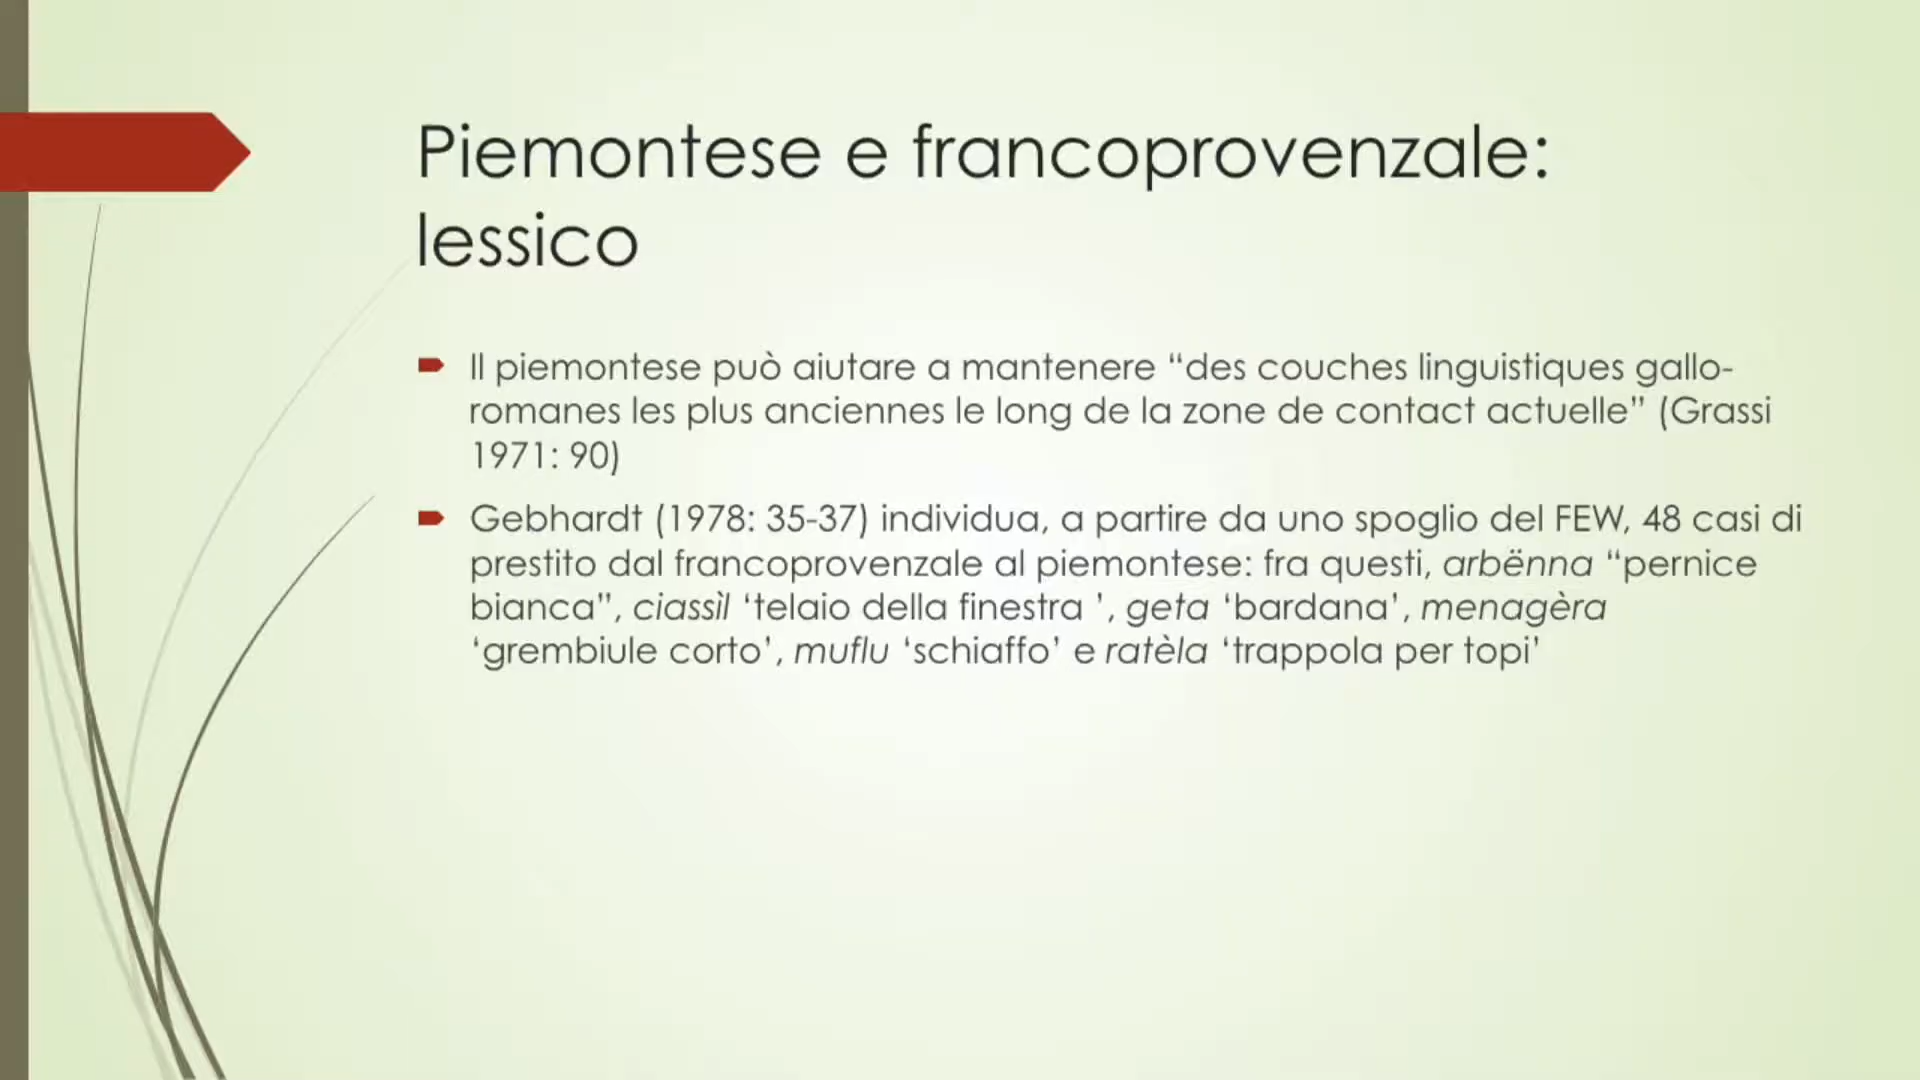 Piemontese e francoprovenzale:
lessico
Il piemontese può aiutare a mantenere “des couches linguistiques gallo-
romanes les plus anciennes le long de la zone de contact actuelle” (Grassi
1971: 90)
Gebhardt (1978: 35-37) individua, a partire da uno spoglio del FEW, 48 casi di
prestito dal francoprovenzale al piemontese: fra questi, arbënna “pernice
bianca”, ciassìl ‘telaio della finestra ’, geta ‘bardana’, menagèra
‘grembiule corto’, muflu ‘schiaffo’ e ratèla ‘trappola per topi’